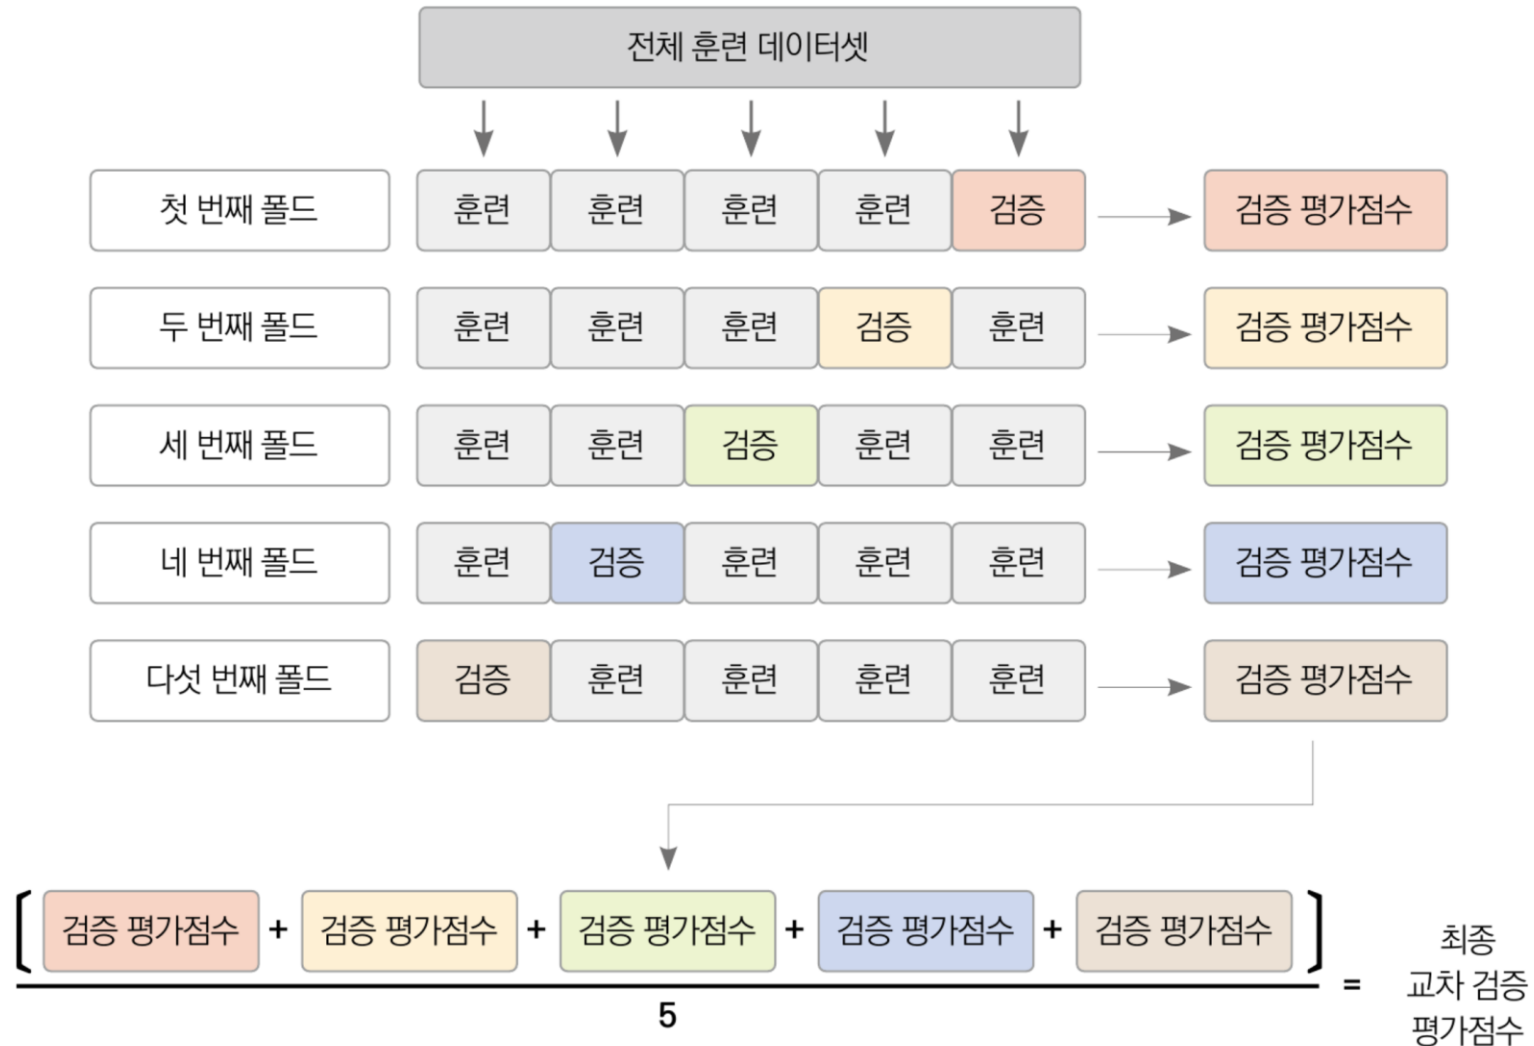 전체 훈련 데이터셋
첫 번째 폴드 훈련 훈련 훈련 훈련 검증 검증 평가점수
두 번째 폴드 훈련 훈련 훈련 검증 훈련 검증 평가점수
세 번째 폴드 훈련 훈련 검증 훈련 훈련 검증 평가점수
네 번째 폴드 훈련 검증 훈련 훈련 훈련 검증 평가점수
다섯 번째 폴드 검증 훈련 훈련 훈련 훈련 검증 평가점수
[ 검증 평가점수 + 검증 평가점수 + 검증 평가점수 + 검증 평가점수 + 검증 평가점수 ]
5
=
최종
교차 검증
평가점수